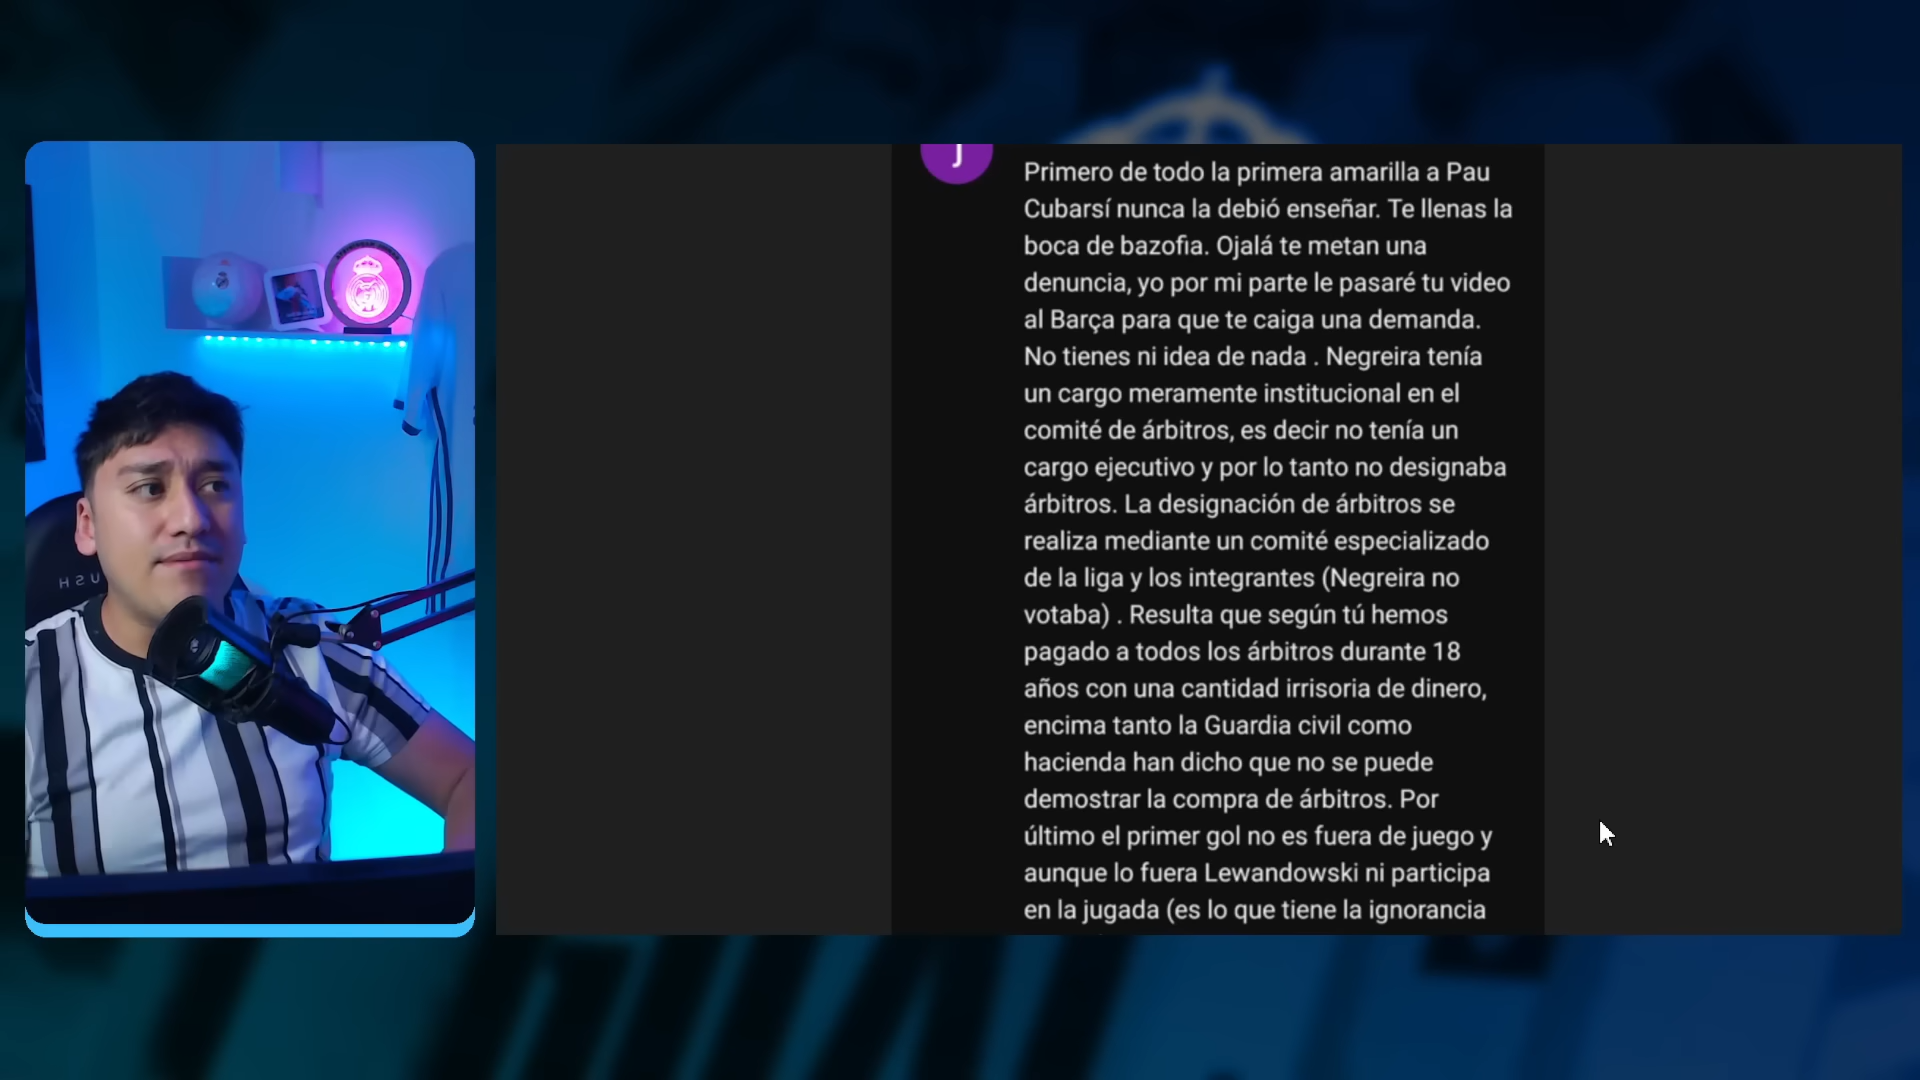 J
Primero de todo la primera amarilla a Pau
Cubarsí nunca la debió enseñar. Te llenas la
boca de bazofia. Ojalá te metan una
denuncia, yo por mi parte le pasaré tu video
al Barça para que te caiga una demanda.
No tienes ni idea de nada . Negreira tenía
un cargo meramente institucional en el
comité de árbitros, es decir no tenía un
cargo ejecutivo y por lo tanto no designaba
árbitros. La designación de árbitros se
realiza mediante un comité especializado
de la liga y los integrantes (Negreira no
votaba) . Resulta que según tú hemos
pagado a todos los árbitros durante 18
años con una cantidad irrisoria de dinero,
encima tanto la Guardia civil como
hacienda han dicho que no se puede
demostrar la compra de árbitros. Por
último el primer gol no es fuera de juego y
aunque lo fuera Lewandowski ni participa
en la jugada (es lo que tiene la ignorancia